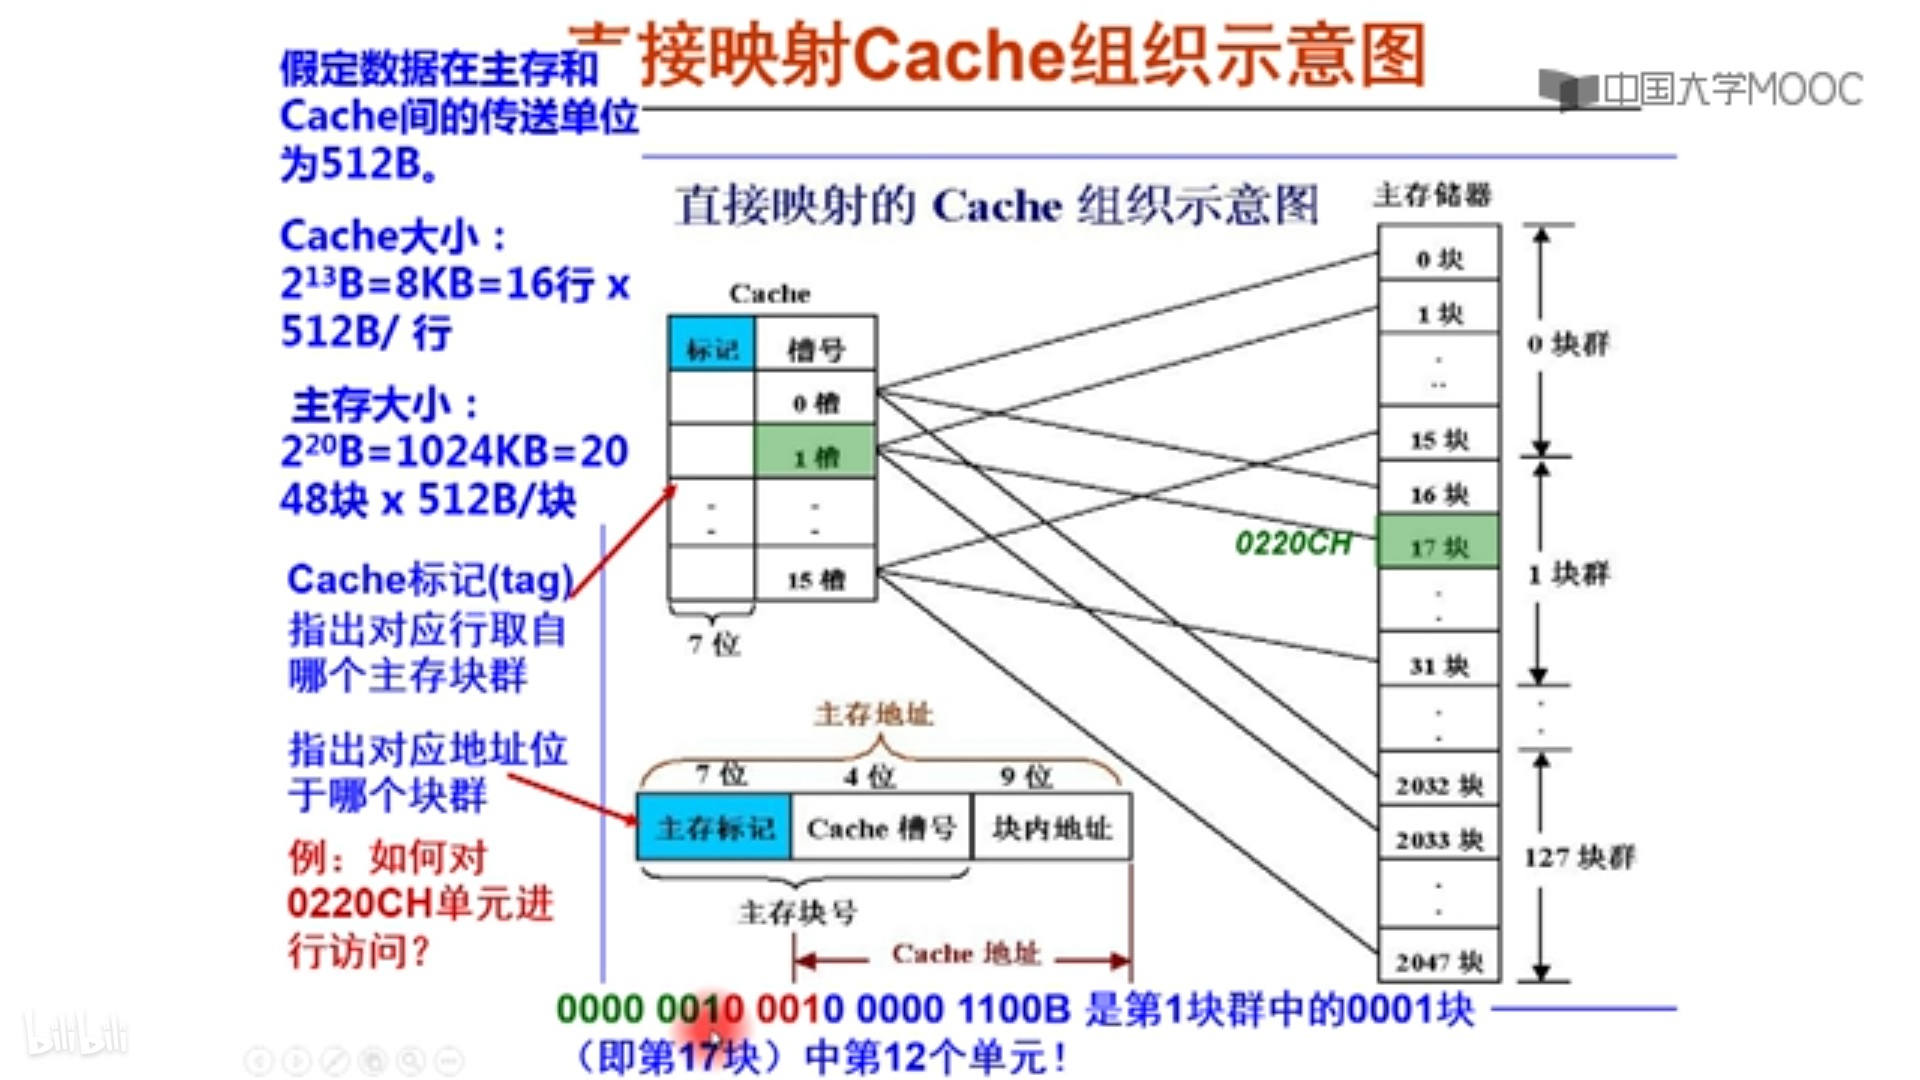 直接映射Cache组织示意图
中国大学MOOC
假定数据在主存和
Cache间的传送单位
为512B。
Cache大小：
2¹³B=8KB=16行 x
512B/ 行
主存大小：
2²⁰B=1024KB=20
48块 x 512B/块
Cache标记(tag)
指出对应行取自
哪个主存块群
指出对应地址位
于哪个块群
例：如何对
0220CH单元进
行访问？
直接映射的 Cache 组织示意图
Cache
标记 槽号
0 槽
1 槽
15 槽
7 位
主存储器
0 块
1 块
15 块
16 块
0220CH
17 块
31 块
2032 块
2033 块
2047 块
0 块群
1 块群
127 块群
主存地址
7 位 4 位 9 位
主存标记 Cache 槽号 块内地址
主存块号
Cache 地址
0000 0010 0010 0000 1100B 是第1块群中的0001块
（即第17块）中第12个单元！
bilibili